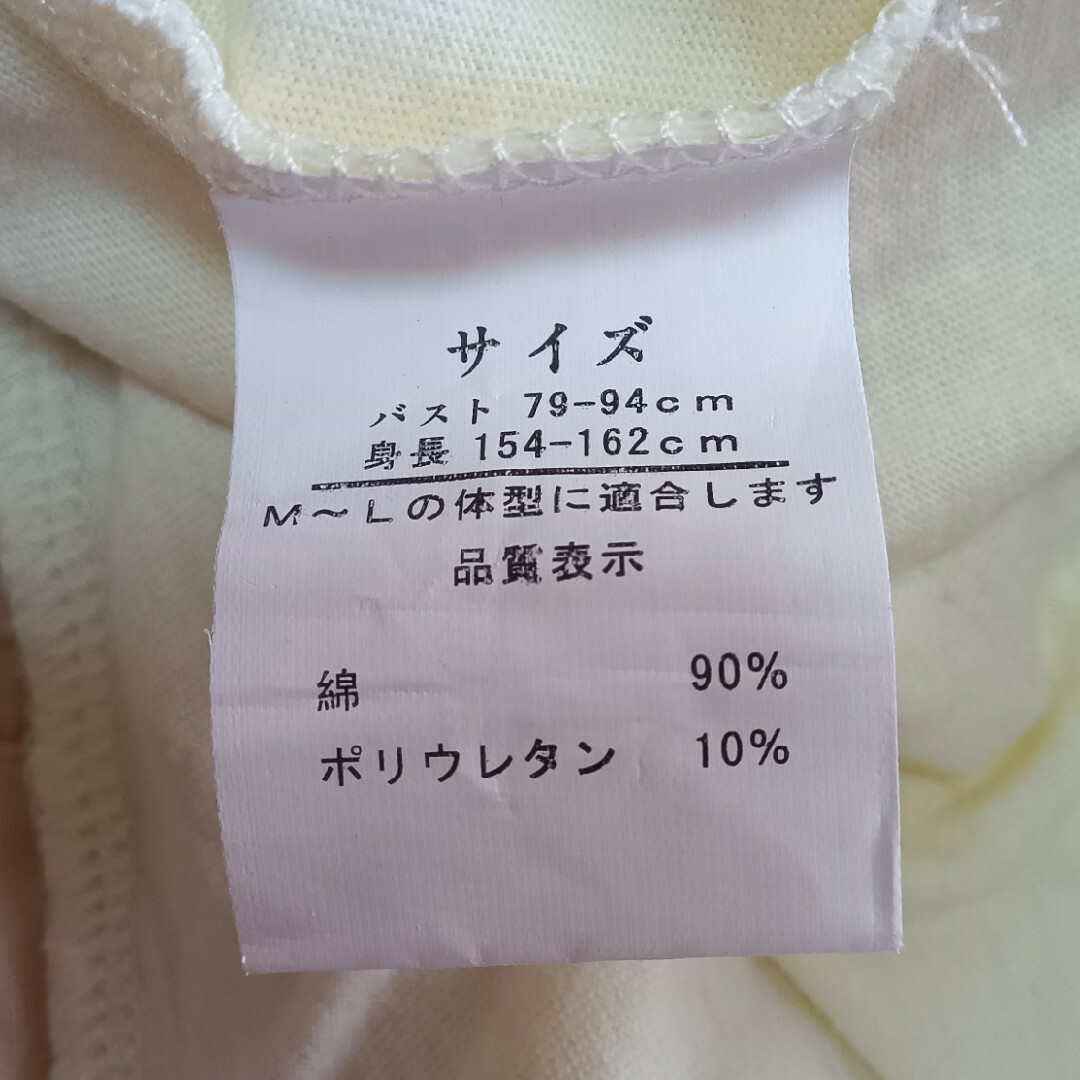 サイズ
バスト 79-94cm
身長 154-162cm
M～Lの体型に適合します
品質表示
綿 90%
ポリウレタン 10%